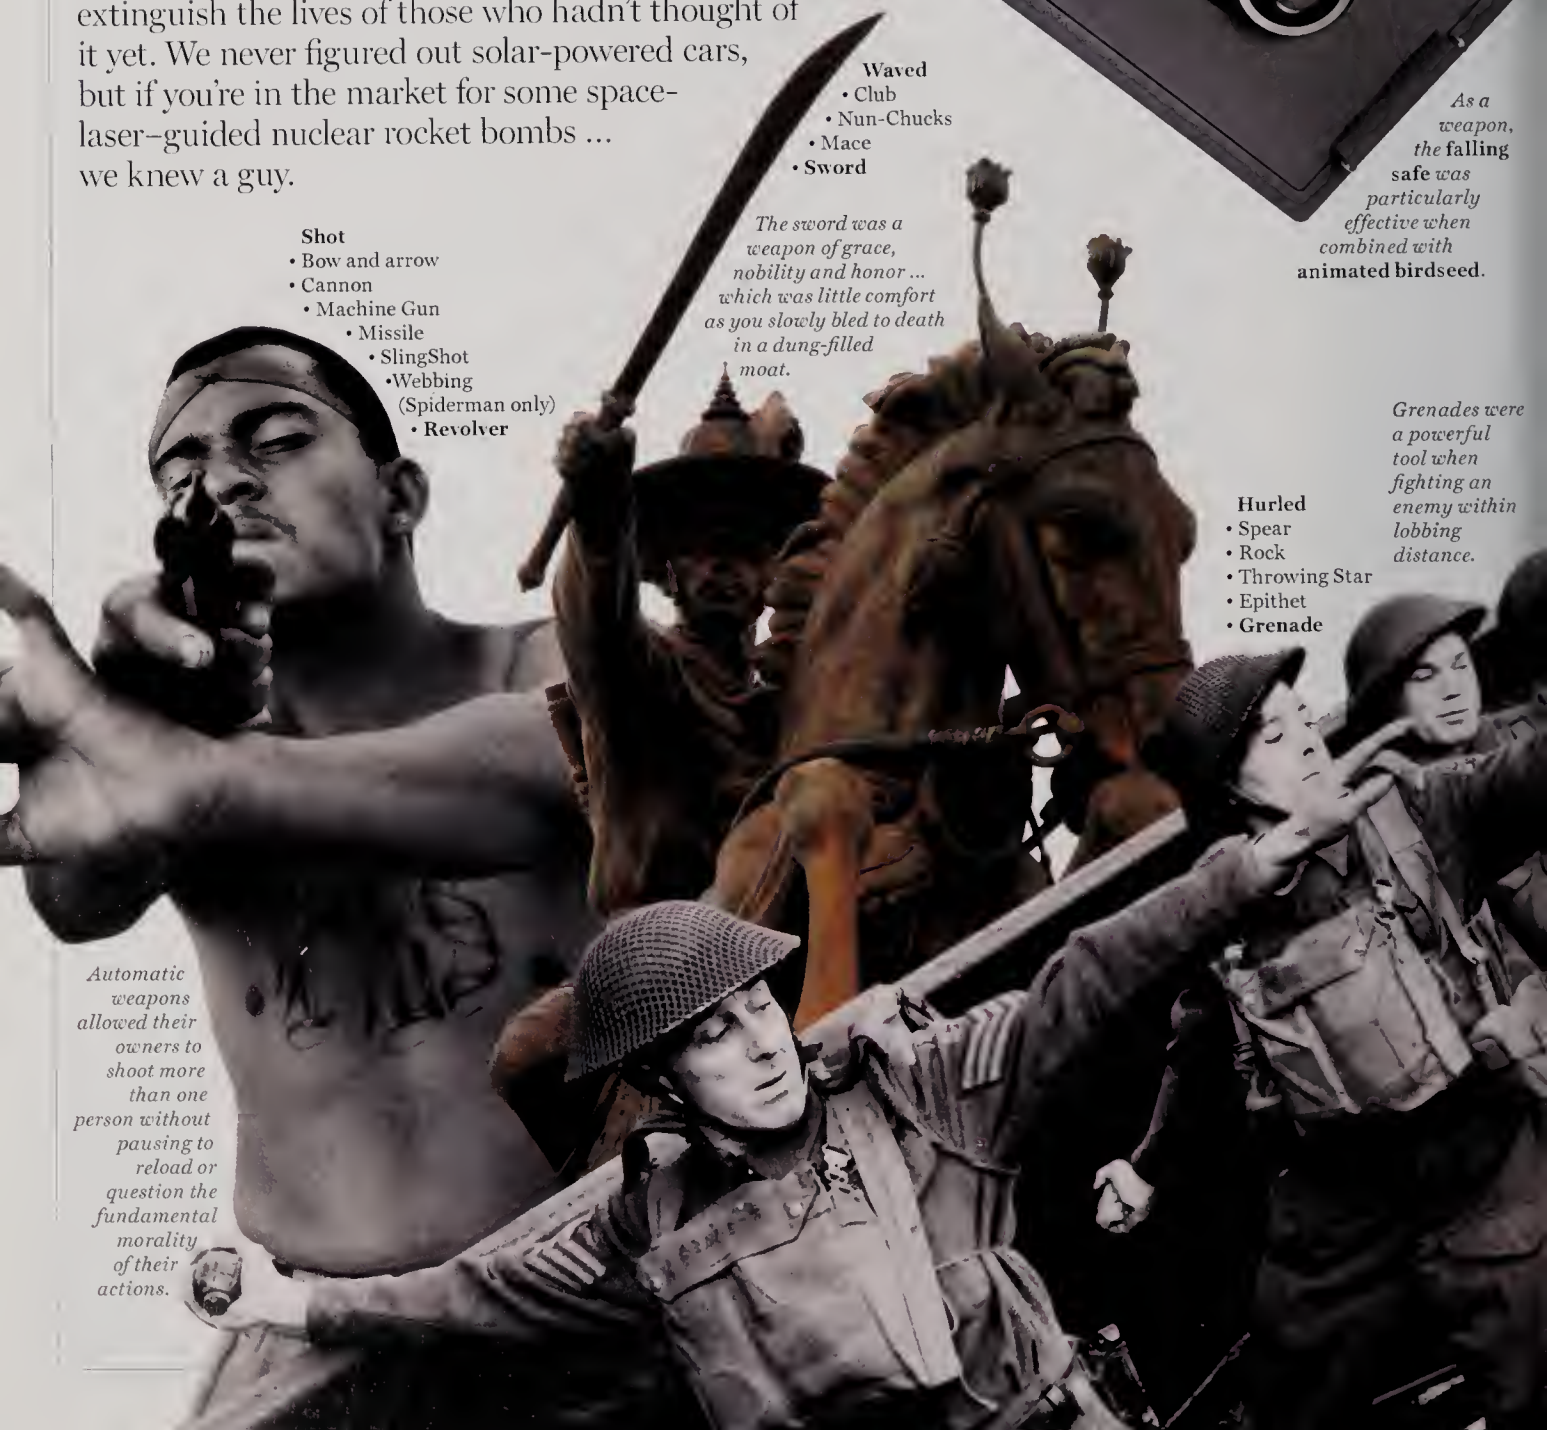 extinguish the lives of those who hadn't thought of
it yet. We never figured out solar-powered cars,
but if you're in the market for some space-
laser-guided nuclear rocket bombs ...
we knew a guy.
Waved
• Club
• Nun-Chucks
• Mace
• Sword
The sword was a
weapon of grace,
nobility and honor ...
which was little comfort
as you slowly bled to death
in a dung-filled
moat.
As a
weapon,
the falling
safe was
particularly
effective when
combined with
animated birdseed.
Shot
• Bow and arrow
• Cannon
• Machine Gun
• Missile
• SlingShot
•Webbing
(Spiderman only)
• Revolver
Grenades were
a powerful
tool when
fighting an
enemy within
lobbing
distance.
Hurled
• Spear
• Rock
• Throwing Star
• Epithet
• Grenade
Automatic
weapons
allowed their
owners to
shoot more
than one
person without
pausing to
reload or
question the
fundamental
morality
of their
actions.